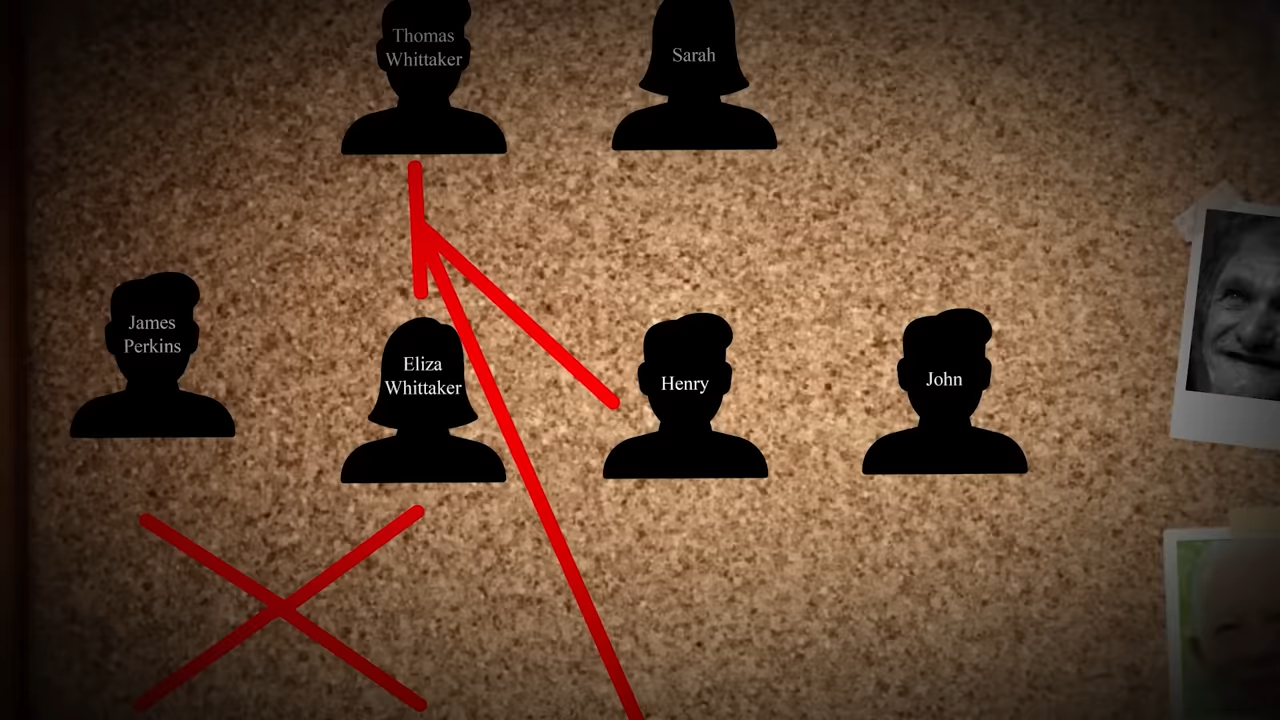 Thomas
Whittaker
Sarah
James
Perkins
Eliza
Whittaker
Henry
John